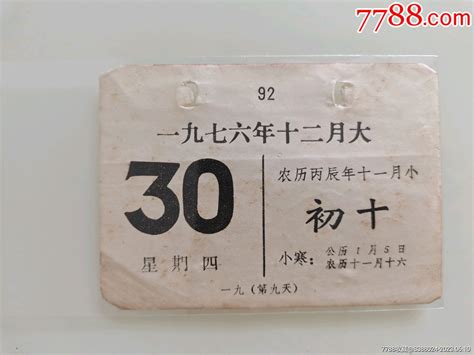 7788.com
92
一九七六年十二月大
30
星期四
农历丙辰年十一月小
初十
小寒：公历1月5日
农历十一月十六
一九（第九天）